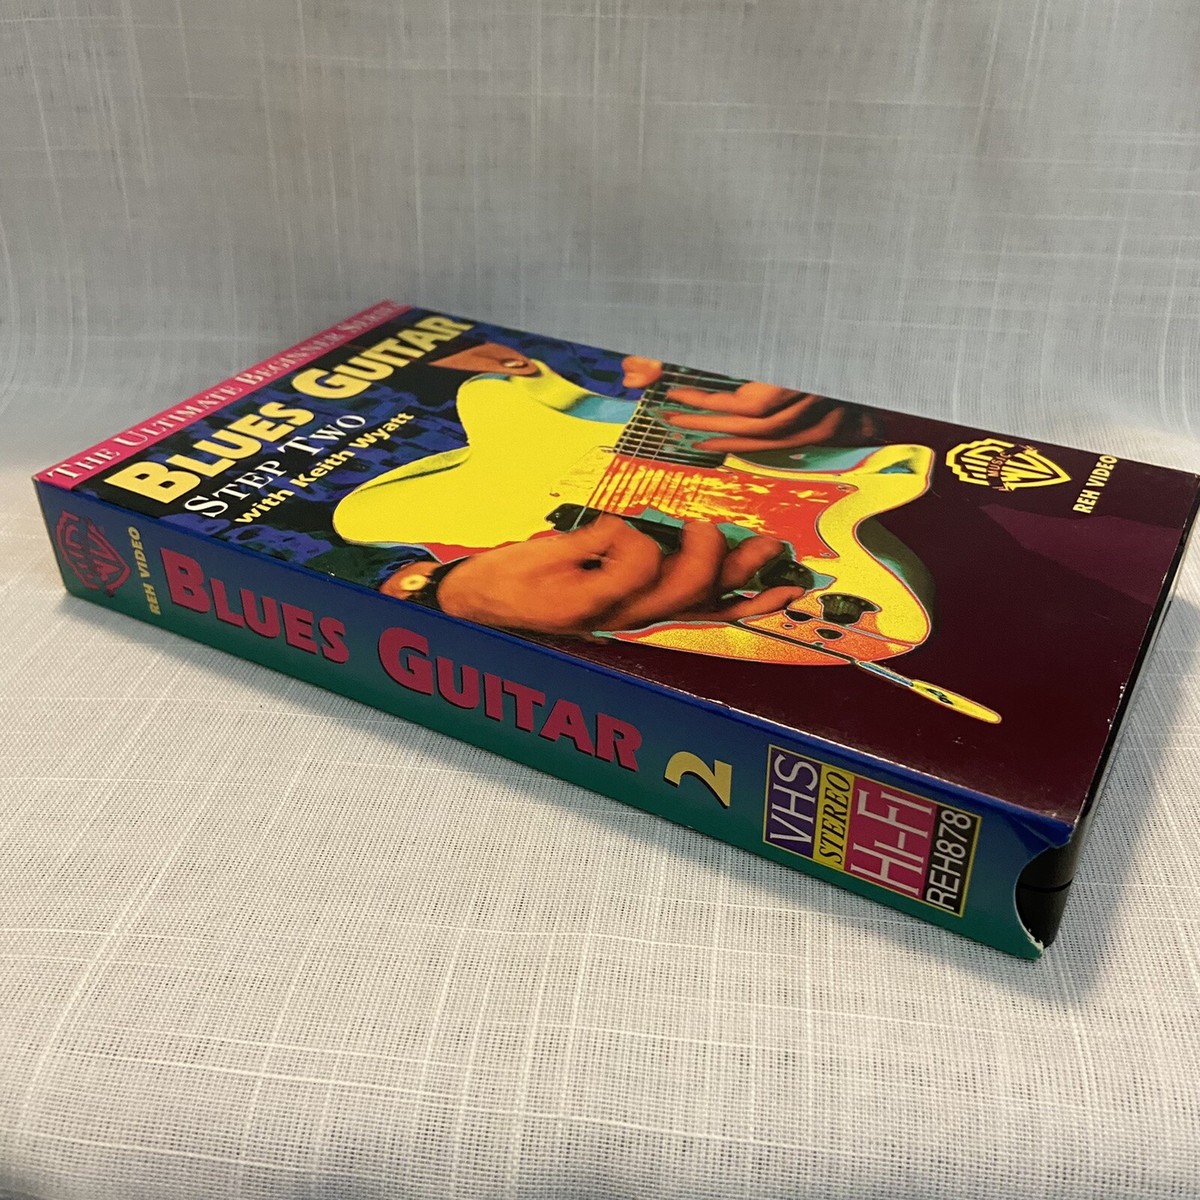 THE ULTIMATE BEGINNER SERIES
BLUES GUITAR
STEP TWO
with Keith Wyatt
MUSIC
REH VIDEO
REH VIDEO
BLUES GUITAR 2
VHS
STEREO
HI-FI
REH878